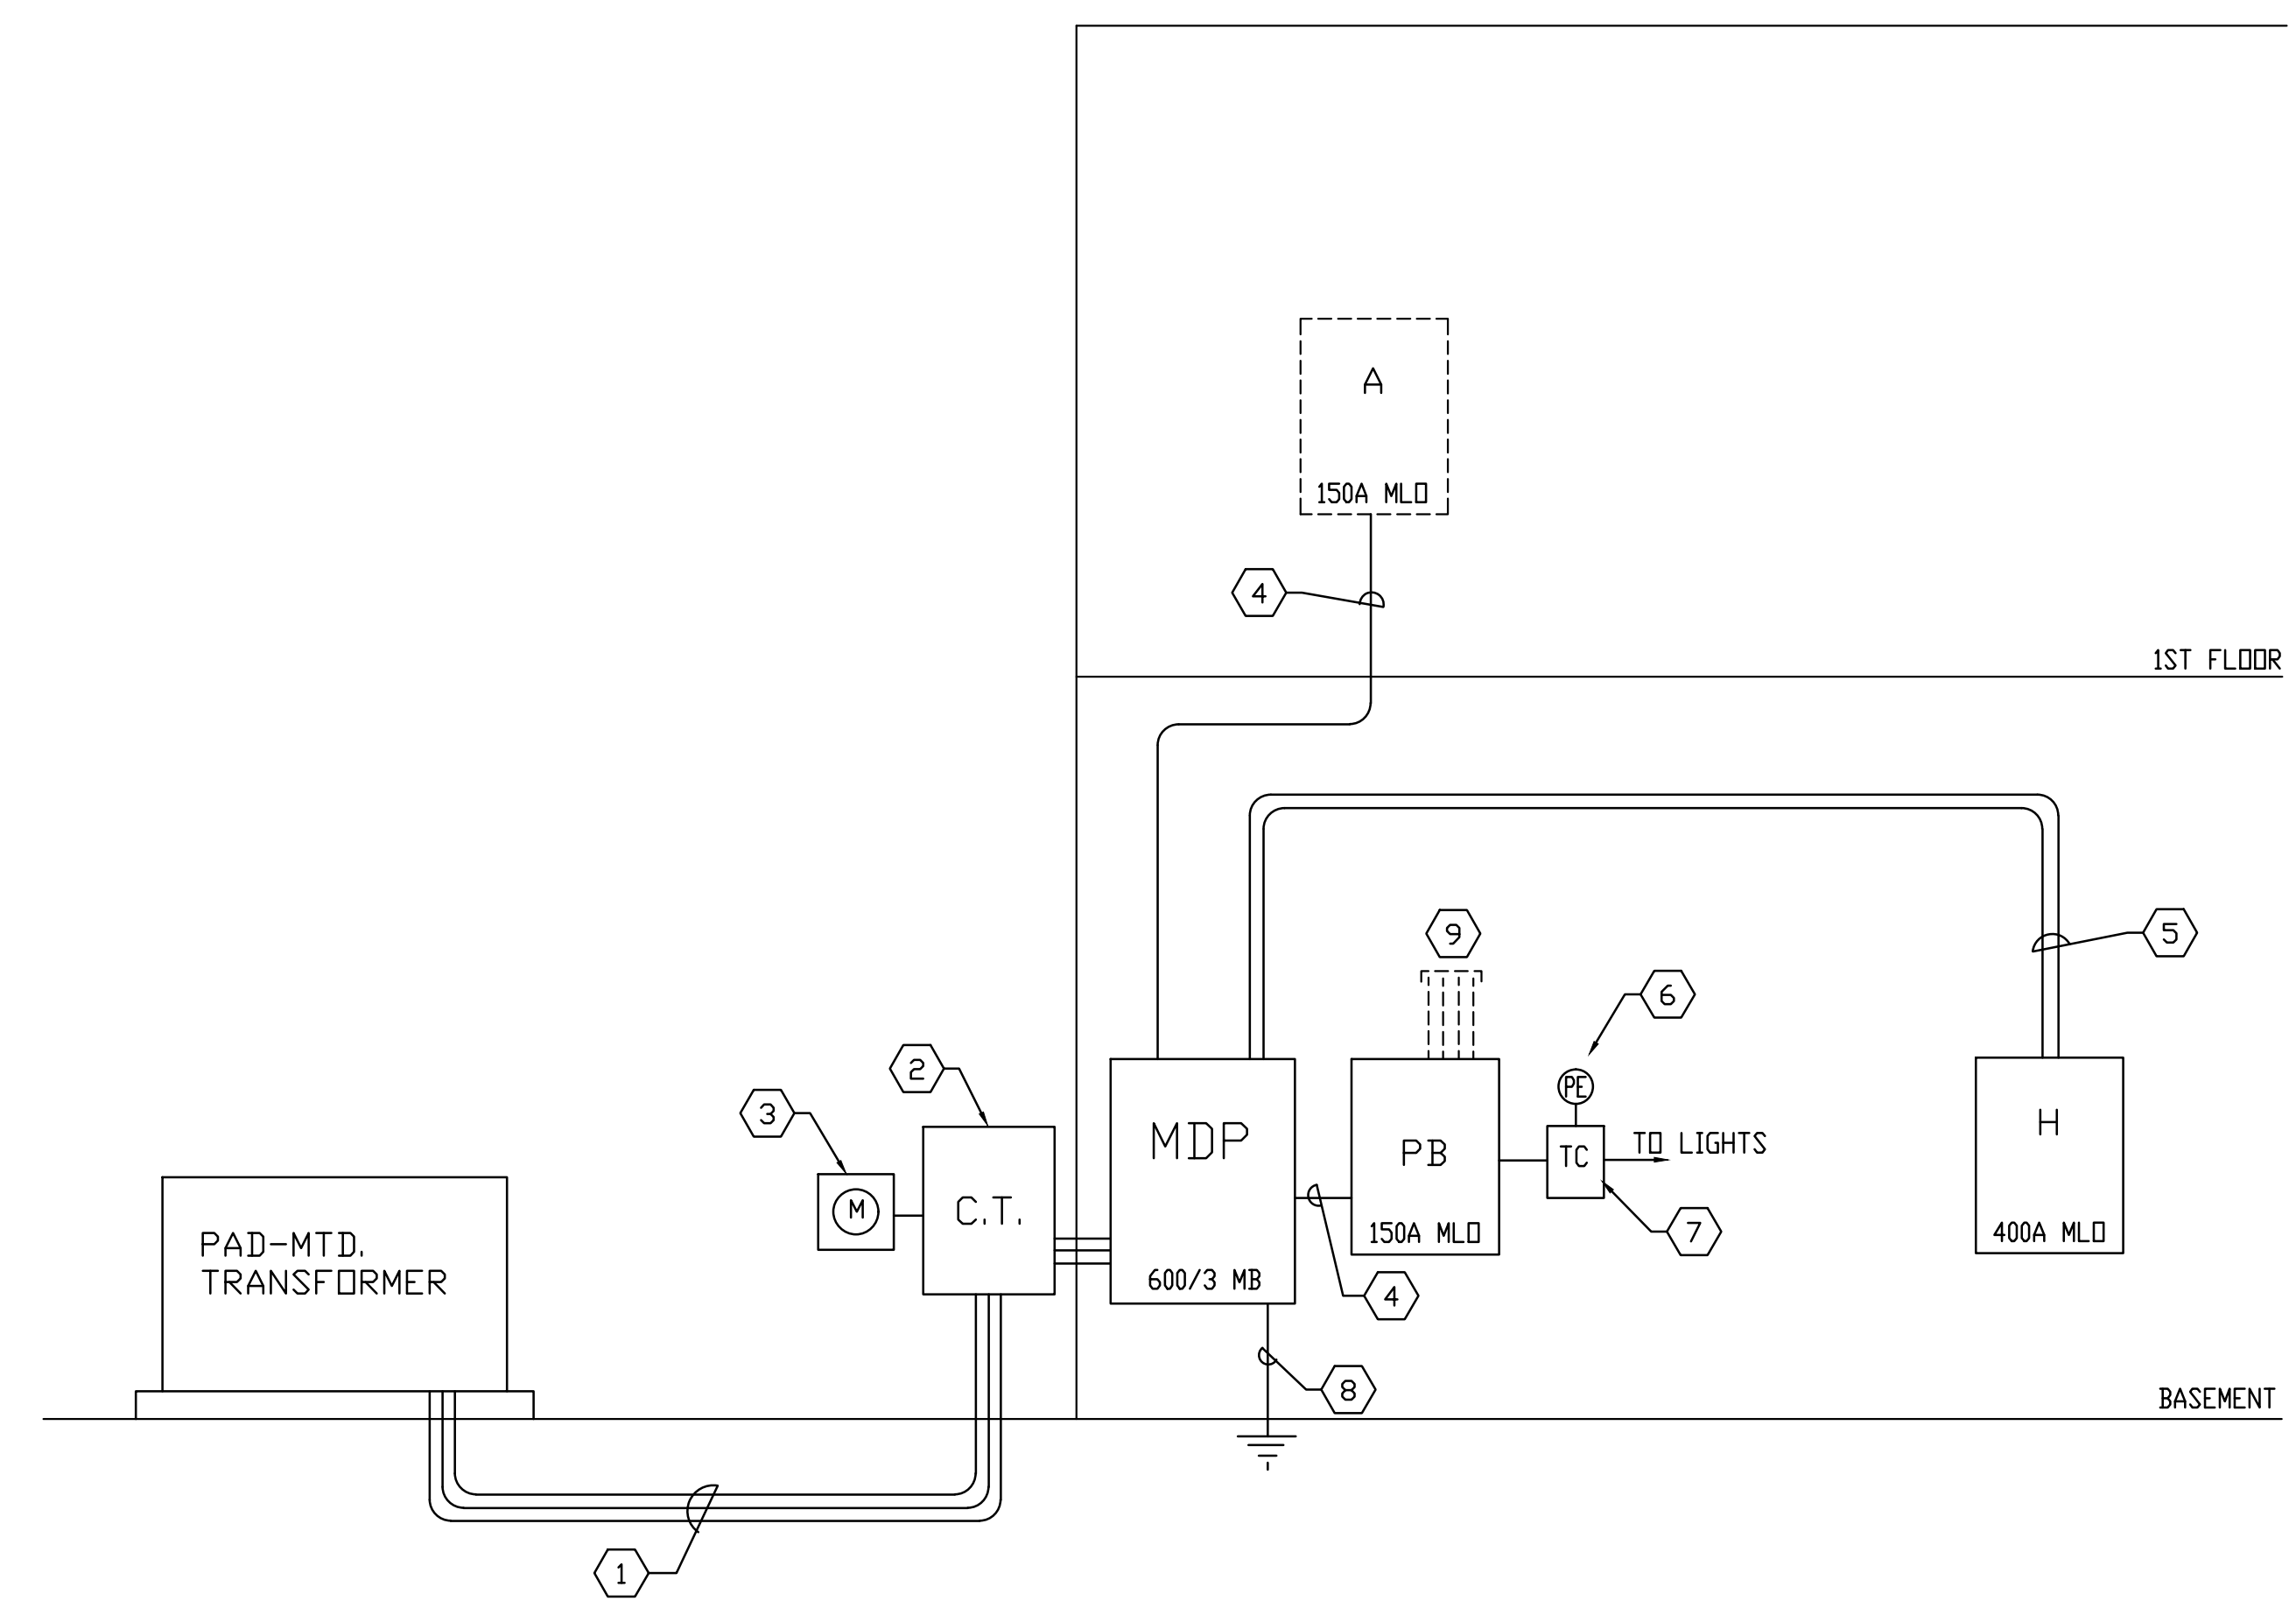 A
150A MLO
4
1ST FLOOR
9
5
6
2
3
PE
MDP
H
TO LIGHTS
PB
TC
M
C.T.
7
150A MLO
400A MLO
PAD-MTD.
TRANSFORMER
600/3 MB
4
8
BASEMENT
1